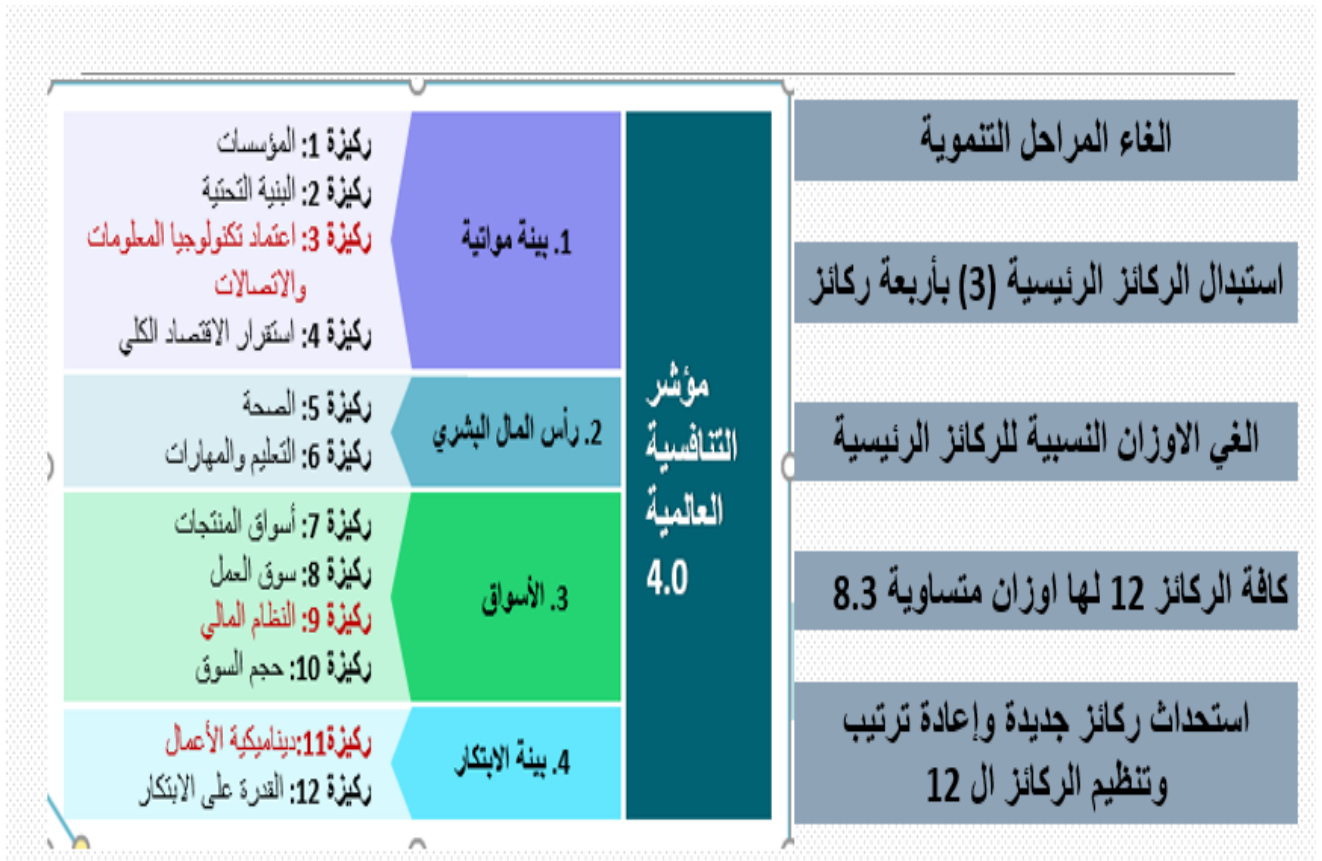 الغاء المراحل التنموية
استبدال الركائز الرئيسية (3) بأربعة ركائز
الغي الاوزان النسبية للركائز الرئيسية
كافة الركائز 12 لها اوزان متساوية 8.3
استحداث ركائز جديدة وإعادة ترتيب
وتنظيم الركائز ال 12
مؤشر
التنافسية
العالمية
4.0
1. بيئة مواتية
ركيزة 1: المؤسسات
ركيزة 2: البنية التحتية
ركيزة 3: اعتماد تكنولوجيا المعلومات
والاتصالات
ركيزة 4: استقرار الاقتصاد الكلي
2. رأس المال البشري
ركيزة 5: الصحة
ركيزة 6: التعليم والمهارات
3. الأسواق
ركيزة 7: أسواق المنتجات
ركيزة 8: سوق العمل
ركيزة 9: النظام المالي
ركيزة 10: حجم السوق
4. بيئة الابتكار
ركيزة11:ديناميكية الأعمال
ركيزة 12: القدرة على الابتكار